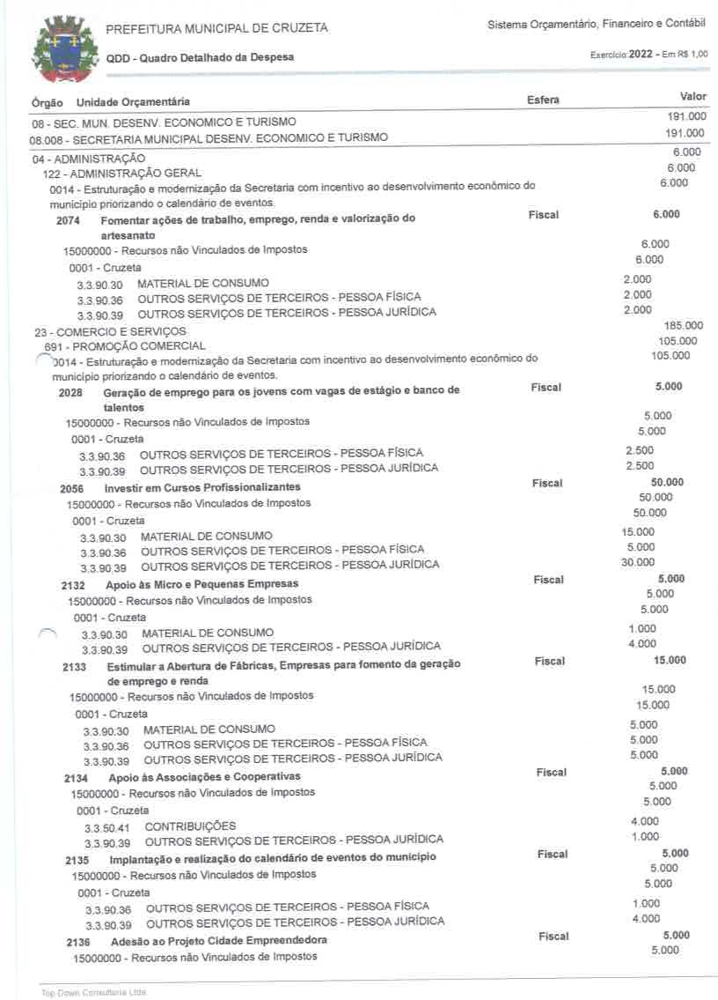 PREFEITURA MUNICIPAL DE CRUZETA
Sistema Orçamentário, Financeiro e Contábil
QDD - Quadro Detalhado da Despesa
Exercício: 2022 - Em R$ 1,00
Órgão Unidade Orçamentária Esfera Valor
08 - SEC. MUN. DESENV. ECONOMICO E TURISMO 191.000
08.008 - SECRETARIA MUNICIPAL DESENV. ECONOMICO E TURISMO 191.000
04 - ADMINISTRAÇÃO 6.000
122 - ADMINISTRAÇÃO GERAL 6.000
0014 - Estruturação e modernização da Secretaria com incentivo ao desenvolvimento econômico do 6.000
município priorizando o calendário de eventos.
2074 Fomentar ações de trabalho, emprego, renda e valorização do Fiscal 6.000
artesanato
15000000 - Recursos não Vinculados de Impostos 6.000
0001 - Cruzeta 6.000
3.3.90.30 MATERIAL DE CONSUMO 2.000
3.3.90.36 OUTROS SERVIÇOS DE TERCEIROS - PESSOA FÍSICA 2.000
3.3.90.39 OUTROS SERVIÇOS DE TERCEIROS - PESSOA JURÍDICA 2.000
23 - COMERCIO E SERVIÇOS 185.000
691 - PROMOÇÃO COMERCIAL 105.000
0014 - Estruturação e modernização da Secretaria com incentivo ao desenvolvimento econômico do 105.000
município priorizando o calendário de eventos.
2028 Geração de emprego para os jovens com vagas de estágio e banco de Fiscal 5.000
talentos
15000000 - Recursos não Vinculados de Impostos 5.000
0001 - Cruzeta 5.000
3.3.90.36 OUTROS SERVIÇOS DE TERCEIROS - PESSOA FÍSICA 2.500
3.3.90.39 OUTROS SERVIÇOS DE TERCEIROS - PESSOA JURÍDICA 2.500
2056 Investir em Cursos Profissionalizantes Fiscal 50.000
15000000 - Recursos não Vinculados de Impostos 50.000
0001 - Cruzeta 50.000
3.3.90.30 MATERIAL DE CONSUMO 15.000
3.3.90.36 OUTROS SERVIÇOS DE TERCEIROS - PESSOA FÍSICA 5.000
3.3.90.39 OUTROS SERVIÇOS DE TERCEIROS - PESSOA JURÍDICA 30.000
2132 Apoio às Micro e Pequenas Empresas Fiscal 5.000
15000000 - Recursos não Vinculados de Impostos 5.000
0001 - Cruzeta 5.000
3.3.90.30 MATERIAL DE CONSUMO 1.000
3.3.90.39 OUTROS SERVIÇOS DE TERCEIROS - PESSOA JURÍDICA 4.000
2133 Estimular a Abertura de Fábricas, Empresas para fomento da geração Fiscal 15.000
de emprego e renda
15000000 - Recursos não Vinculados de Impostos 15.000
0001 - Cruzeta 15.000
3.3.90.30 MATERIAL DE CONSUMO 5.000
3.3.90.36 OUTROS SERVIÇOS DE TERCEIROS - PESSOA FÍSICA 5.000
3.3.90.39 OUTROS SERVIÇOS DE TERCEIROS - PESSOA JURÍDICA 5.000
2134 Apoio às Associações e Cooperativas Fiscal 5.000
15000000 - Recursos não Vinculados de Impostos 5.000
0001 - Cruzeta 5.000
3.3.50.41 CONTRIBUIÇÕES 4.000
3.3.90.39 OUTROS SERVIÇOS DE TERCEIROS - PESSOA JURÍDICA 1.000
2135 Implantação e realização do calendário de eventos do município Fiscal 5.000
15000000 - Recursos não Vinculados de Impostos 5.000
0001 - Cruzeta 5.000
3.3.90.36 OUTROS SERVIÇOS DE TERCEIROS - PESSOA FÍSICA 1.000
3.3.90.39 OUTROS SERVIÇOS DE TERCEIROS - PESSOA JURÍDICA 4.000
2136 Adesão ao Projeto Cidade Empreendedora Fiscal 5.000
15000000 - Recursos não Vinculados de Impostos 5.000
Top Down Consultoria Ltda